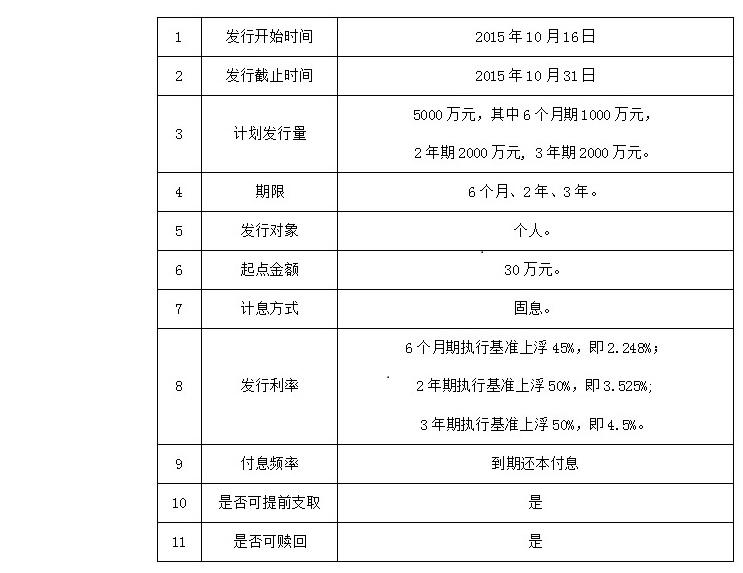 1 发行开始时间 2015年10月16日
2 发行截止时间 2015年10月31日
3 计划发行量 5000万元，其中6个月期1000万元，
2年期2000万元, 3年期2000万元。
4 期限 6个月、2年、3年。
5 发行对象 个人。
6 起点金额 30万元。
7 计息方式 固息。
8 发行利率 6个月期执行基准上浮45%，即2.248%；
2年期执行基准上浮50%，即3.525%;
3年期执行基准上浮50%，即4.5%。
9 付息频率 到期还本付息
10 是否可提前支取 是
11 是否可赎回 是